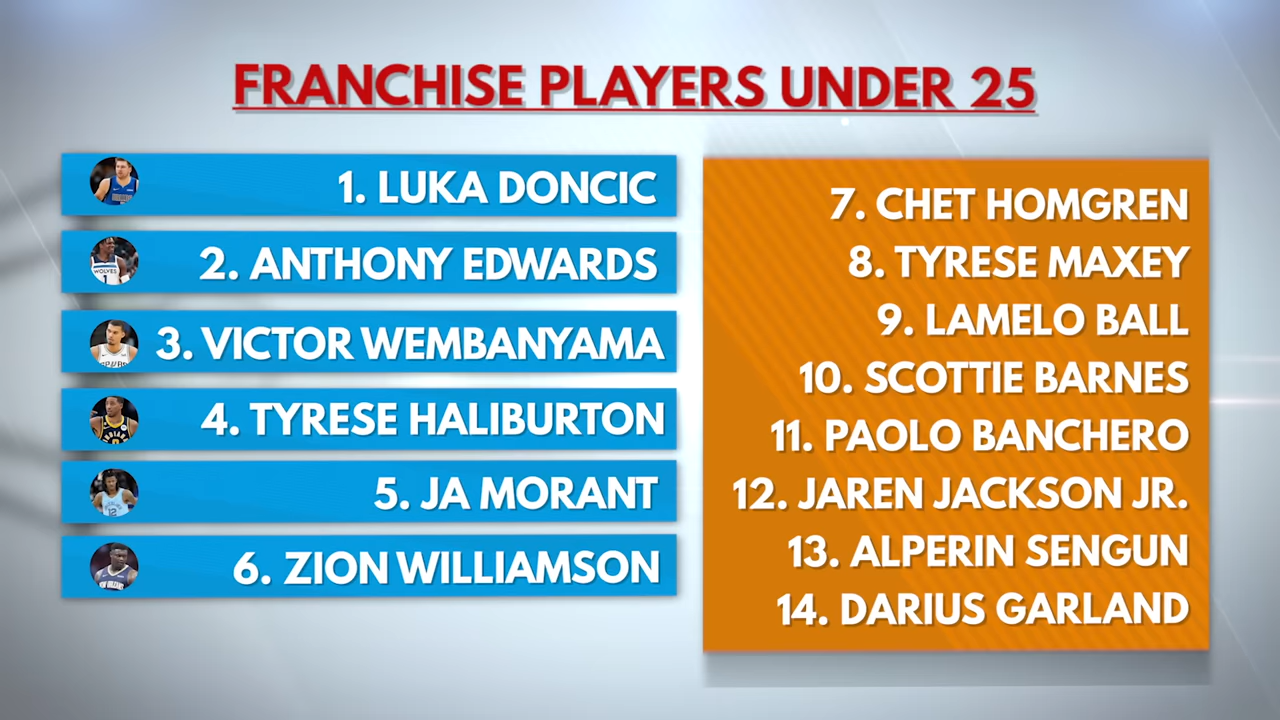 FRANCHISE PLAYERS UNDER 25
1. LUKA DONCIC
2. ANTHONY EDWARDS
3. VICTOR WEMBANYAMA
4. TYRESE HALIBURTON
5. JA MORANT
6. ZION WILLIAMSON
7. CHET HOMGREN
8. TYRESE MAXEY
9. LAMELO BALL
10. SCOTTIE BARNES
11. PAOLO BANCHERO
12. JAREN JACKSON JR.
13. ALPERIN SENGUN
14. DARIUS GARLAND